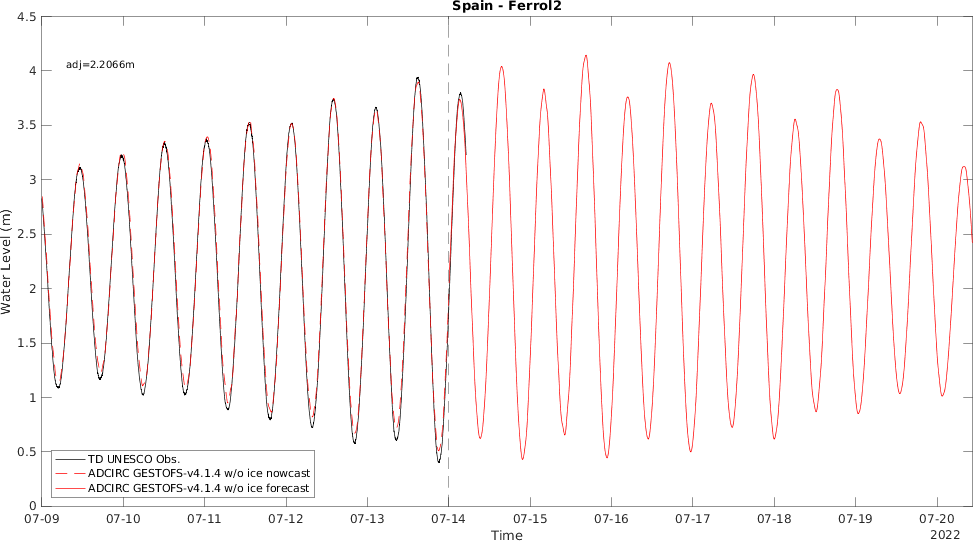 Spain - Ferrol2
4.5
4
3.5
3
2.5
2
1.5
1
0.5
0
Water Level (m)
adj=2.2066m
TD UNESCO Obs.
ADCIRC GESTOFS-v4.1.4 w/o ice nowcast
ADCIRC GESTOFS-v4.1.4 w/o ice forecast
07-09 07-10 07-11 07-12 07-13 07-14 07-15 07-16 07-17 07-18 07-19 07-20
2022
Time